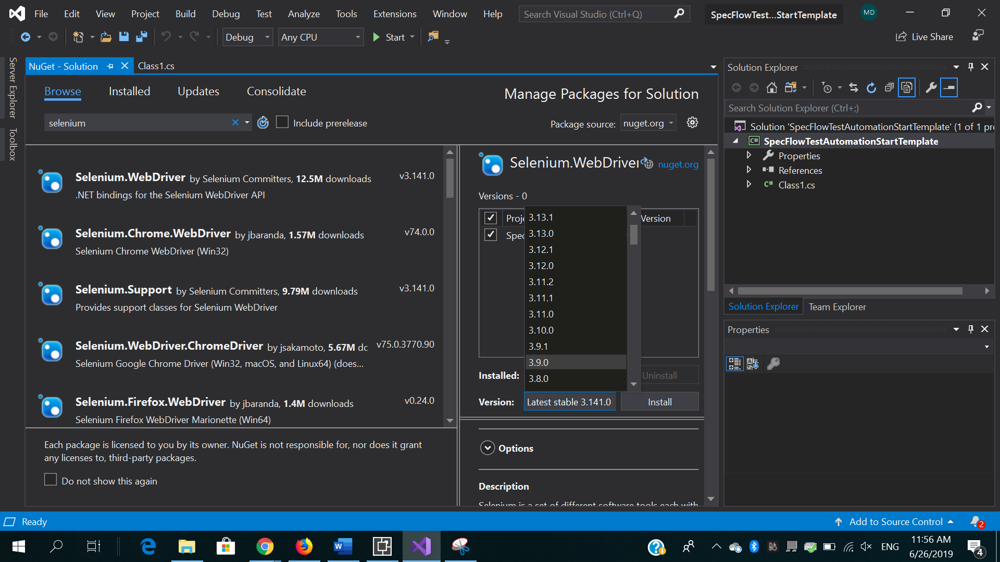 File Edit View Project Build Debug Test Analyze Tools Extensions Window Help Search Visual Studio (Ctrl+Q) SpecFlowTest...StartTemplate MD
Debug Any CPU Start Live Share
Server Explorer
Toolbox
NuGet - Solution Class1.cs
Browse Installed Updates Consolidate
Manage Packages for Solution
selenium Include prerelease
Package source: nuget.org
Selenium.WebDriver by Selenium Committers, 12.5M downloads v3.141.0
.NET bindings for the Selenium WebDriver API
Selenium.Chrome.WebDriver by jbaranda, 1.57M downloads v74.0.0
Selenium Chrome WebDriver (Win32)
Selenium.Support by Selenium Committers, 9.79M downloads v3.141.0
Provides support classes for Selenium WebDriver
Selenium.WebDriver.ChromeDriver by jsakamoto, 5.67M dc v75.0.3770.90
Selenium Google Chrome Driver (Win32, macOS, and Linux64) (does...
Selenium.Firefox.WebDriver by jbaranda, 1.4M downloads v0.24.0
Selenium Firefox WebDriver Marionette (Win64)
Each package is licensed to you by its owner. NuGet is not responsible for, nor does it grant
any licenses to, third-party packages.
Do not show this again
Selenium.WebDriver nuget.org
Versions - 0
Proje Version
Spec
3.13.1
3.13.0
3.12.1
3.12.0
3.11.2
3.11.1
3.11.0
3.10.0
3.9.1
3.9.0
3.8.0
Installed: Uninstall
Version: Latest stable 3.141.0 Install
Options
Description
Selenium is a set of different software tools each with
Solution Explorer
Search Solution Explorer (Ctrl+;)
Solution 'SpecFlowTestAutomationStartTemplate' (1 of 1 pro
C# SpecFlowTestAutomationStartTemplate
Properties
References
C# Class1.cs
Solution Explorer Team Explorer
Properties
Ready Add to Source Control 2
ENG 11:56 AM
6/26/2019 4